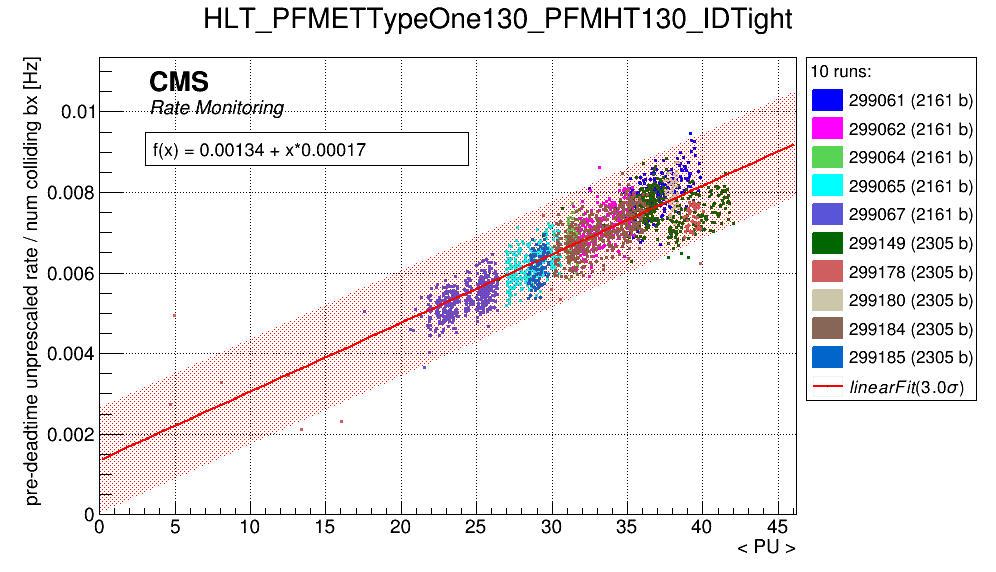 HLT_PFMETTypeOne130_PFMHT130_IDTight
pre-deadtime unprescaled rate / num colliding bx [Hz]
CMS
Rate Monitoring
f(x) = 0.00134 + x*0.00017
0.01
0.008
0.006
0.004
0.002
0
0 5 10 15 20 25 30 35 40 45
< PU >
10 runs:
299061 (2161 b)
299062 (2161 b)
299064 (2161 b)
299065 (2161 b)
299067 (2161 b)
299149 (2305 b)
299178 (2305 b)
299180 (2305 b)
299184 (2305 b)
299185 (2305 b)
linearFit(3.0σ)